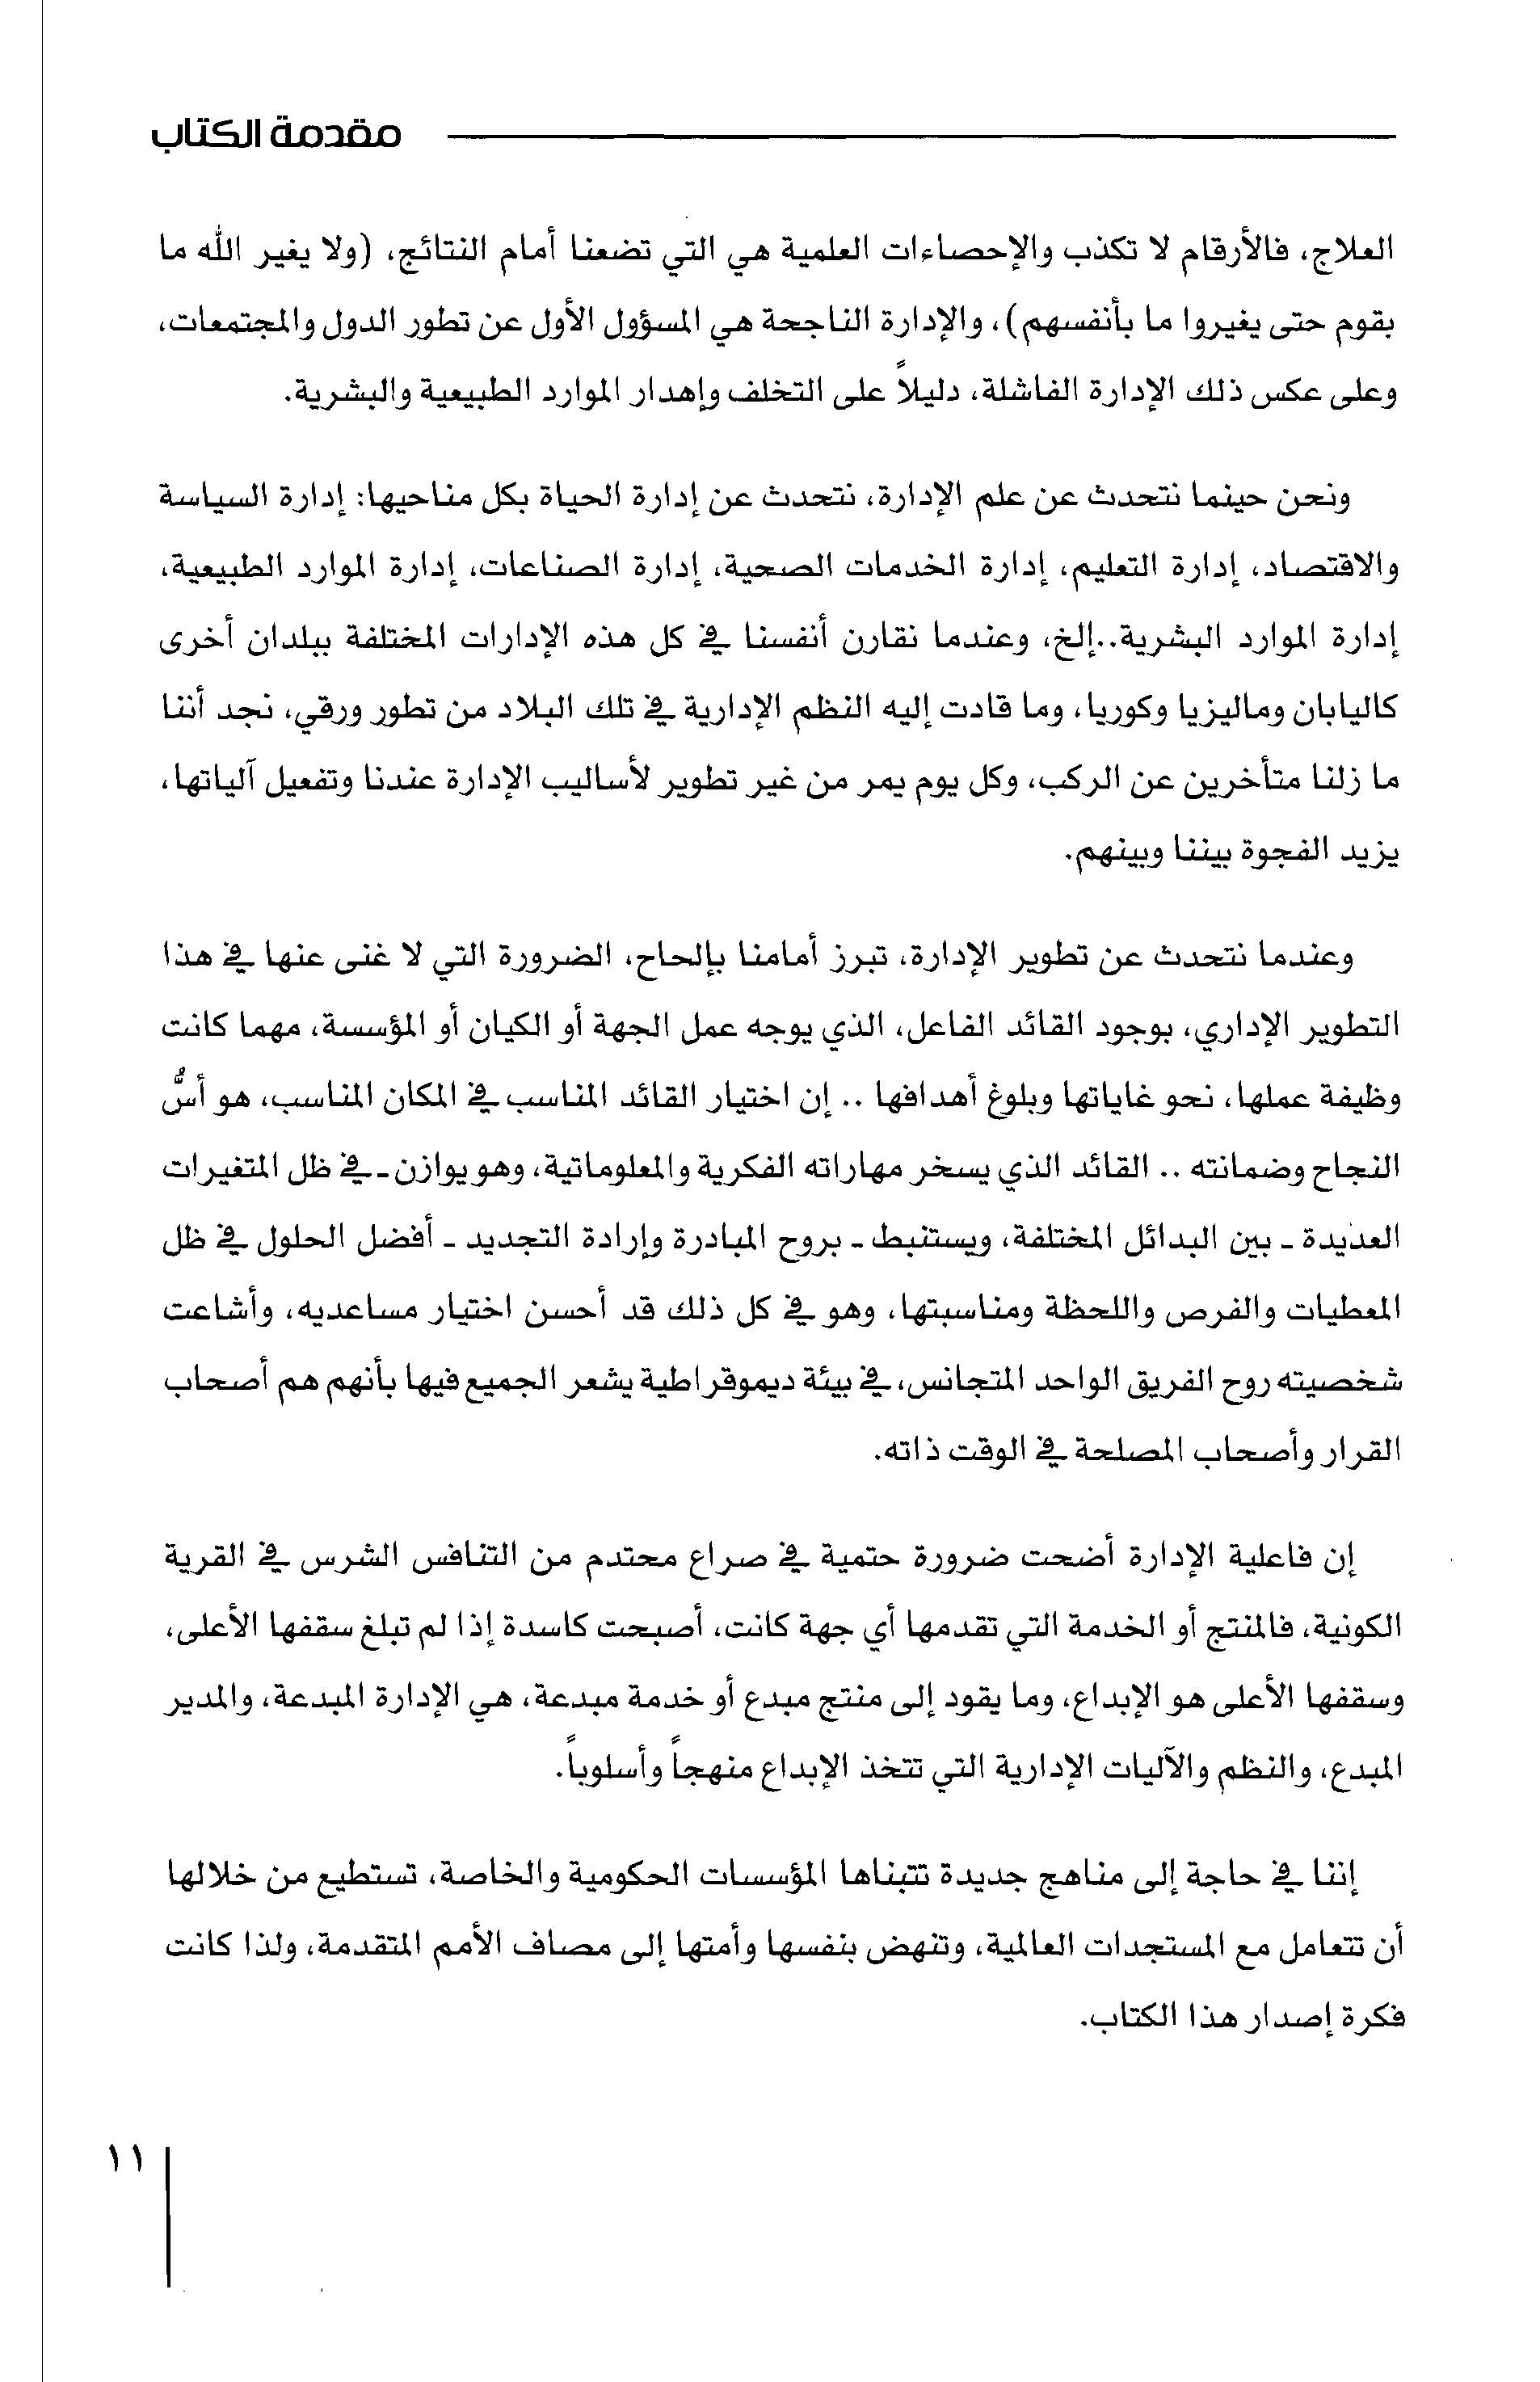 مقدمة الكتاب
العلاج، فالأرقام لا تكذب والإحصاءات العلمية هي التي تضعنا أمام النتائج، (ولا يغير الله ما
بقوم حتى يغيروا ما بأنفسهم)، والإدارة الناجحة هي المسؤول الأول عن تطور الدول والمجتمعات،
وعلى عكس ذلك الإدارة الفاشلة، دليلاً على التخلف وإهدار الموارد الطبيعية والبشرية.
ونحن حينما نتحدث عن علم الإدارة، نتحدث عن إدارة الحياة بكل مناحيها: إدارة السياسة
والاقتصاد، إدارة التعليم، إدارة الخدمات الصحية، إدارة الصناعات، إدارة الموارد الطبيعية،
إدارة الموارد البشرية..إلخ، وعندما نقارن أنفسنا في كل هذه الإدارات المختلفة ببلدان أخرى
كاليابان وماليزيا وكوريا، وما قادت إليه النظم الإدارية في تلك البلاد من تطور ورقي، نجد أننا
ما زلنا متأخرين عن الركب، وكل يوم يمر من غير تطوير لأساليب الإدارة عندنا وتفعيل آلياتها،
يزيد الفجوة بيننا وبينهم.
وعندما نتحدث عن تطوير الإدارة، تبرز أمامنا بإلحاح، الضرورة التي لا غنى عنها في هذا
التطوير الإداري، بوجود القائد الفاعل، الذي يوجه عمل الجهة أو الكيان أو المؤسسة، مهما كانت
وظيفة عملها، نحو غاياتها وبلوغ أهدافها .. إن اختيار القائد المناسب في المكان المناسب، هو أسُّ
النجاح وضمانته .. القائد الذي يسخر مهاراته الفكرية والمعلوماتية، وهو يوازن ـ في ظل المتغيرات
العديدة ـ بين البدائل المختلفة، ويستنبط ـ بروح المبادرة وإرادة التجديد ـ أفضل الحلول في ظل
المعطيات والفرص واللحظة ومناسبتها، وهو في كل ذلك قد أحسن اختيار مساعديه، وأشاعت
شخصيته روح الفريق الواحد المتجانس، في بيئة ديموقراطية يشعر الجميع فيها بأنهم هم أصحاب
القرار وأصحاب المصلحة في الوقت ذاته.
إن فاعلية الإدارة أضحت ضرورة حتمية في صراع محتدم من التنافس الشرس في القرية
الكونية، فالمنتج أو الخدمة التي تقدمها أي جهة كانت، أصبحت كاسدة إذا لم تبلغ سقفها الأعلى،
وسقفها الأعلى هو الإبداع، وما يقود إلى منتج مبدع أو خدمة مبدعة، هي الإدارة المبدعة، والمدير
المبدع، والنظم والآليات الإدارية التي تتخذ الإبداع منهجاً وأسلوباً.
إننا في حاجة إلى مناهج جديدة تتبناها المؤسسات الحكومية والخاصة، تستطيع من خلالها
أن تتعامل مع المستجدات العالمية، وتنهض بنفسها وأمتها إلى مصاف الأمم المتقدمة، ولذا كانت
فكرة إصدار هذا الكتاب.
١١